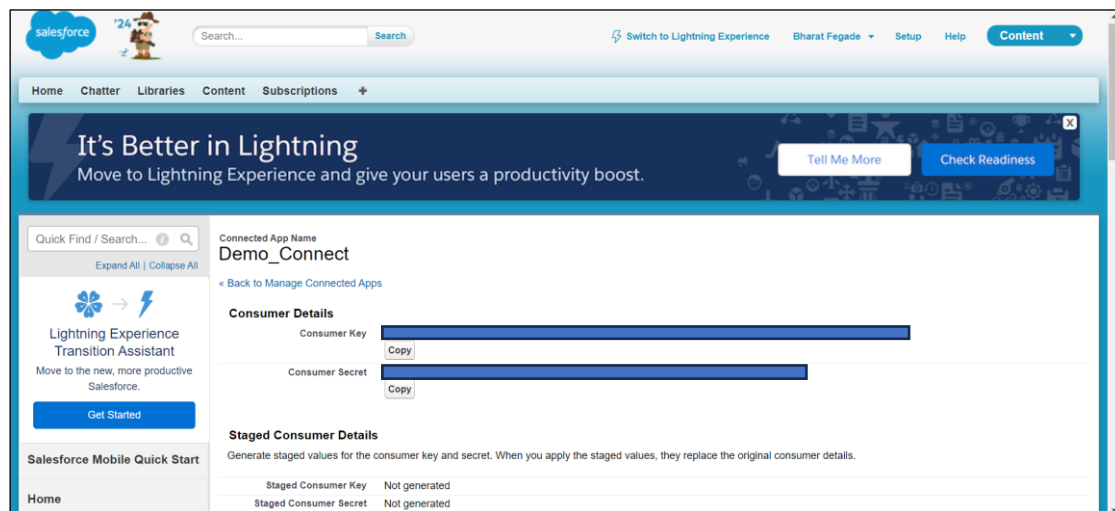 salesforce
'24
Search...
Search
Switch to Lightning Experience
Bharat Fegade
Setup
Help
Content
Home Chatter Libraries Content Subscriptions +
It's Better in Lightning
Move to Lightning Experience and give your users a productivity boost.
Tell Me More
Check Readiness
X
Quick Find / Search... i
Expand All | Collapse All
Lightning Experience
Transition Assistant
Move to the new, more productive
Salesforce.
Get Started
Salesforce Mobile Quick Start
Home
Connected App Name
Demo_Connect
« Back to Manage Connected Apps
Consumer Details
Consumer Key
Copy
Consumer Secret
Copy
Staged Consumer Details
Generate staged values for the consumer key and secret. When you apply the staged values, they replace the original consumer details.
Staged Consumer Key Not generated
Staged Consumer Secret Not generated